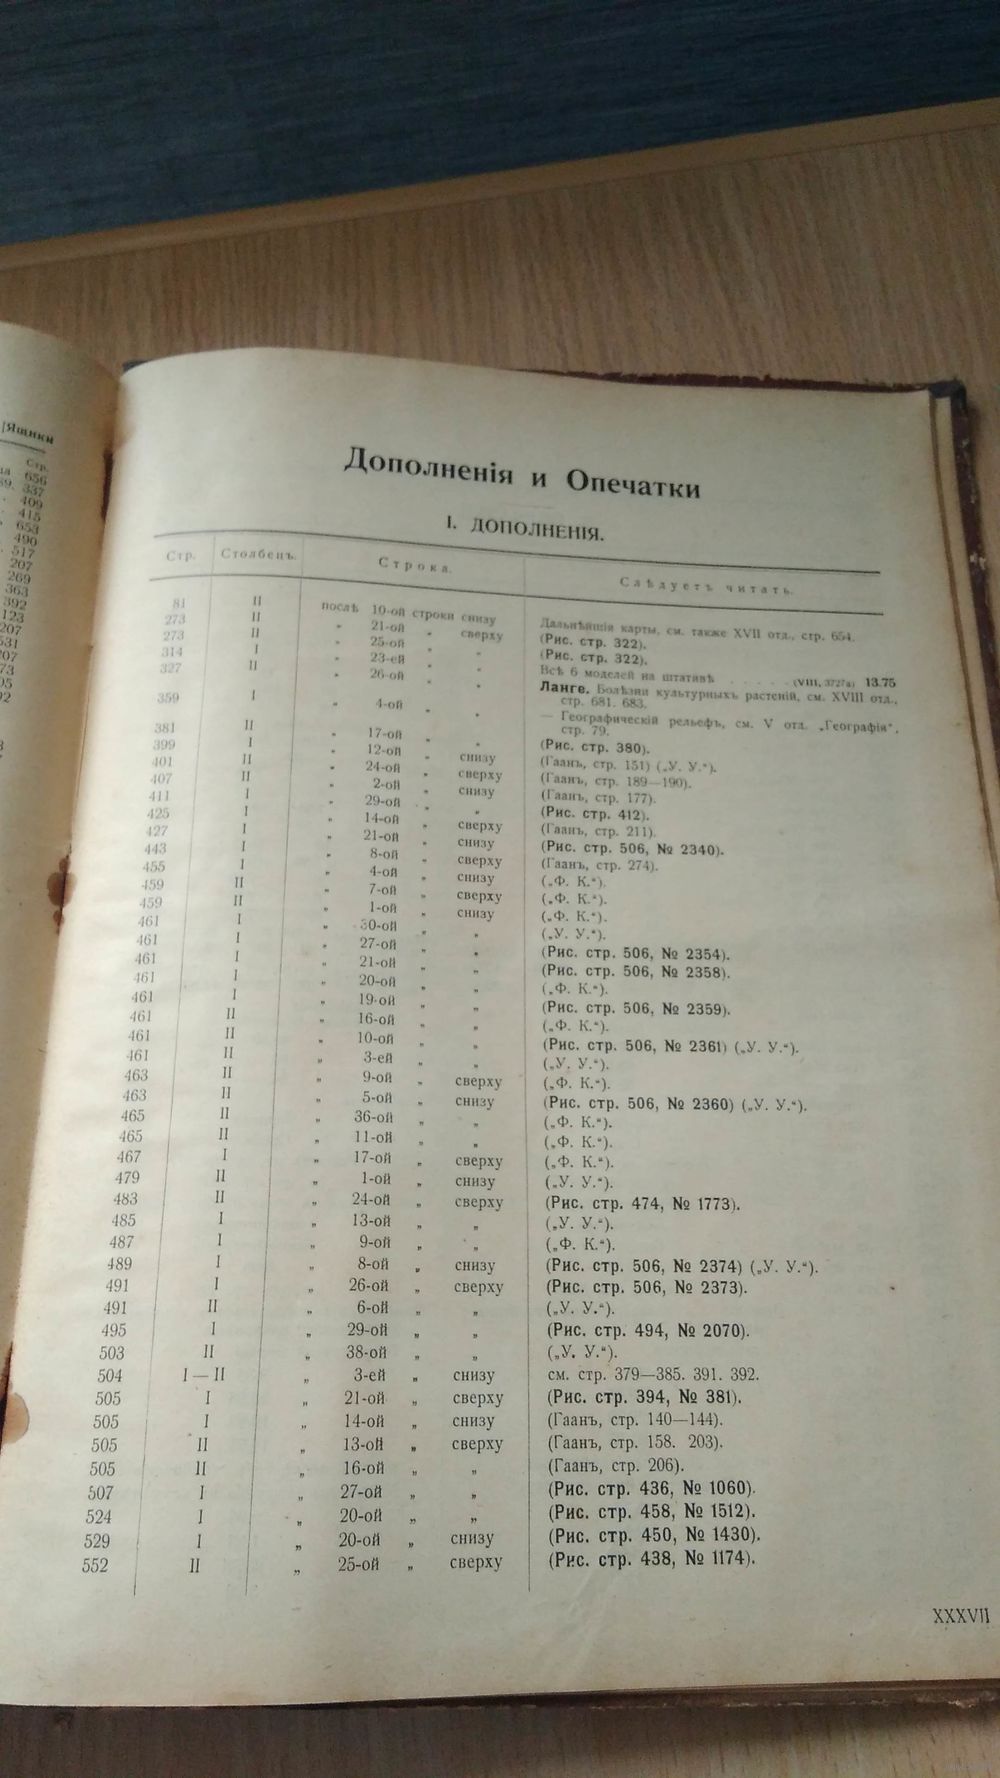 [Ящики
Стр.
656
337
409
415
653
490
517
207
269
363
392
123
207
Дополненія и Опечатки
I. ДОПОЛНЕНІЯ.
Стр. Столбецъ. Строка. Слѣдуетъ читать.
81 II послѣ 10-ой строки снизу Дальнѣйшія карты, см. также XVII отд., стр. 654.
273 II „ 21-ой „ сверху (Рис. стр. 322).
273 II „ 25-ой „ „ (Рис. стр. 322).
314 I „ 23-ей „ „ Всѣ 6 моделей на штативѣ . . . . . (VIII, 3727a) 13.75
327 II „ 26-ой „ „ Ланге. Болѣзни культурныхъ растеній, см. XVIII отд.,
стр. 681. 683.
359 I „ 4-ой „ „ — Географическій рельефъ, см. V отд. „Географія“,
стр. 79.
381 II „ 17-ой „ „ (Рис. стр. 380).
399 I „ 12-ой „ снизу (Гаанъ, стр. 151) („У. У.“).
401 II „ 24-ой „ сверху (Гаанъ, стр. 189—190).
407 II „ 2-ой „ снизу (Гаанъ, стр. 177).
411 I „ 29-ой „ „ (Рис. стр. 412).
425 I „ 14-ой „ сверху (Гаанъ, стр. 211).
427 I „ 21-ой „ снизу (Рис. стр. 506, № 2340).
443 I „ 8-ой „ сверху (Гаанъ, стр. 274).
455 I „ 4-ой „ снизу („Ф. К.“).
459 II „ 7-ой „ сверху („Ф. К.“).
459 II „ 1-ой „ снизу („Ф. К.“).
461 I „ 30-ой „ „ („У. У.“).
461 I „ 27-ой „ „ (Рис. стр. 506, № 2354).
461 I „ 21-ой „ „ (Рис. стр. 506, № 2358).
461 I „ 20-ой „ „ („Ф. К.“).
461 I „ 19-ой „ „ (Рис. стр. 506, № 2359).
461 II „ 16-ой „ „ („Ф. К.“).
461 II „ 10-ой „ „ (Рис. стр. 506, № 2361) („У. У.“).
461 II „ 3-ей „ „ („У. У.“).
463 II „ 9-ой „ сверху („Ф. К.“).
463 II „ 5-ой „ снизу (Рис. стр. 506, № 2360) („У. У.“).
465 II „ 36-ой „ „ („Ф. К.“).
465 II „ 11-ой „ „ („Ф. К.“).
467 I „ 17-ой „ сверху („Ф. К.“).
479 II „ 1-ой „ снизу („У. У.“).
483 II „ 24-ой „ сверху (Рис. стр. 474, № 1773).
485 I „ 13-ой „ „ („У. У.“).
487 I „ 9-ой „ „ („Ф. К.“).
489 I „ 8-ой „ снизу (Рис. стр. 506, № 2374) („У. У.“).
491 I „ 26-ой „ сверху (Рис. стр. 506, № 2373).
491 II „ 6-ой „ „ („У. У.“).
495 I „ 29-ой „ „ (Рис. стр. 494, № 2070).
503 II „ 38-ой „ „ („У. У.“).
504 I—II „ 3-ей „ снизу см. стр. 379—385. 391. 392.
505 I „ 21-ой „ сверху (Рис. стр. 394, № 381).
505 I „ 14-ой „ снизу (Гаанъ, стр. 140—144).
505 II „ 13-ой „ сверху (Гаанъ, стр. 158. 203).
505 II „ 16-ой „ „ (Гаанъ, стр. 206).
507 I „ 27-ой „ „ (Рис. стр. 436, № 1060).
524 I „ 20-ой „ „ (Рис. стр. 458, № 1512).
529 I „ 20-ой „ снизу (Рис. стр. 450, № 1430).
552 II „ 25-ой „ сверху (Рис. стр. 438, № 1174).
XXXVII